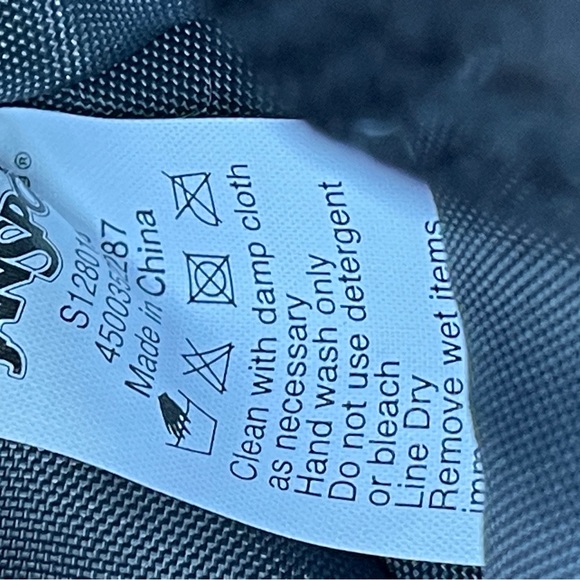 ®
Made in China
Clean with damp cloth
as necessary
Hand wash only
Do not use detergent
or bleach
Line Dry
Remove wet items